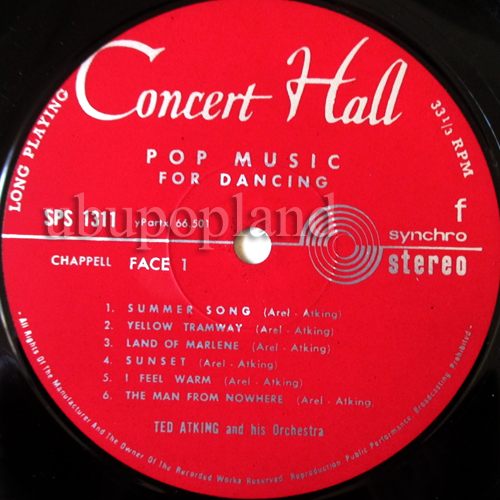 Concert Hall
LONG PLAYING
33 1/3 RPM
POP MUSIC
FOR DANCING
ubupopland
SPS 1311 yPartx 66.501
f
synchro
stereo
CHAPPELL FACE 1
1. SUMMER SONG (Arel - Atking)
2. YELLOW TRAMWAY (Arel - Atking)
3. LAND OF MARLENE (Arel - Atking)
4. SUNSET (Arel - Atking)
5. I FEEL WARM (Arel - Atking)
6. THE MAN FROM NOWHERE (Arel - Atking,
TED ATKING and his Orchestra
- All Rights Of The Manufacturer And The Owner Of The Recorded Works Reserved. Reproduction Public Performance Broadcasting Prohibited -